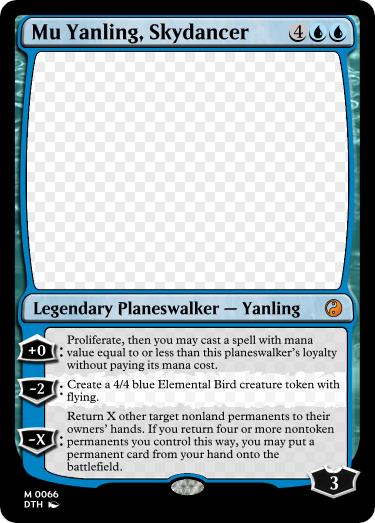 Mu Yanling, Skydancer 4
Legendary Planeswalker — Yanling
+0: Proliferate, then you may cast a spell with mana
value equal to or less than this planeswalker's loyalty
without paying its mana cost.
-2: Create a 4/4 blue Elemental Bird creature token with
flying.
Return X other target nonland permanents to their
owners' hands. If you return four or more nontoken
-X: permanents you control this way, you may put a
permanent card from your hand onto the
battlefield.
3
M 0066
DTH